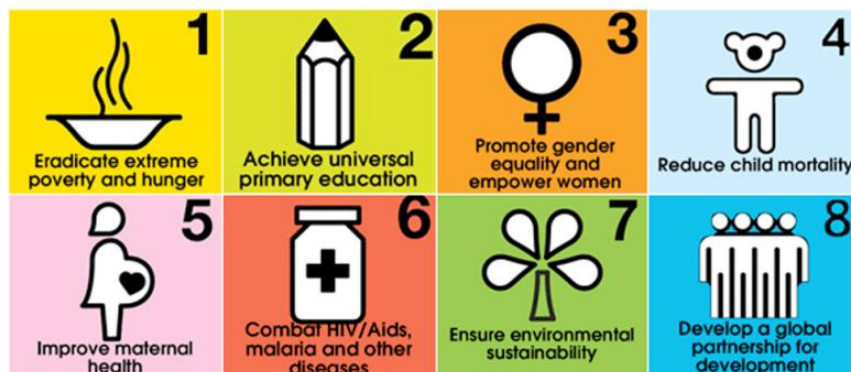 1
Eradicate extreme
poverty and hunger
2
Achieve universal
primary education
3
Promote gender
equality and
empower women
4
Reduce child mortality
5
Improve maternal
health
6
Combat HIV/Aids,
malaria and other
diseases
7
Ensure environmental
sustainability
8
Develop a global
partnership for
development